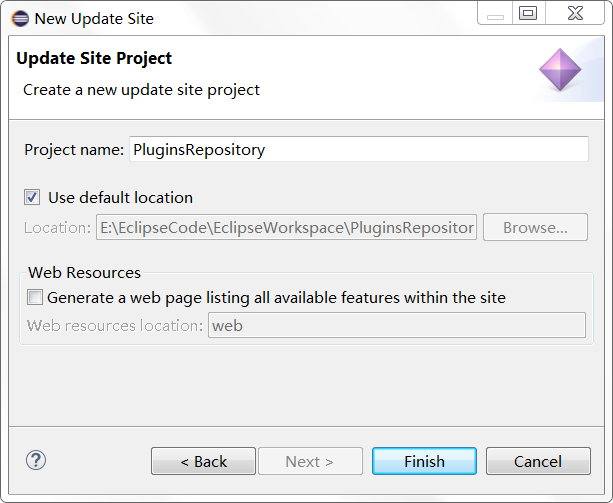 New Update Site
Update Site Project
Create a new update site project
Project name: PluginsRepository
Use default location
Location: E:\EclipseCode\EclipseWorkspace\PluginsRepositor Browse...
Web Resources
Generate a web page listing all available features within the site
Web resources location: web
? < Back Next > Finish Cancel